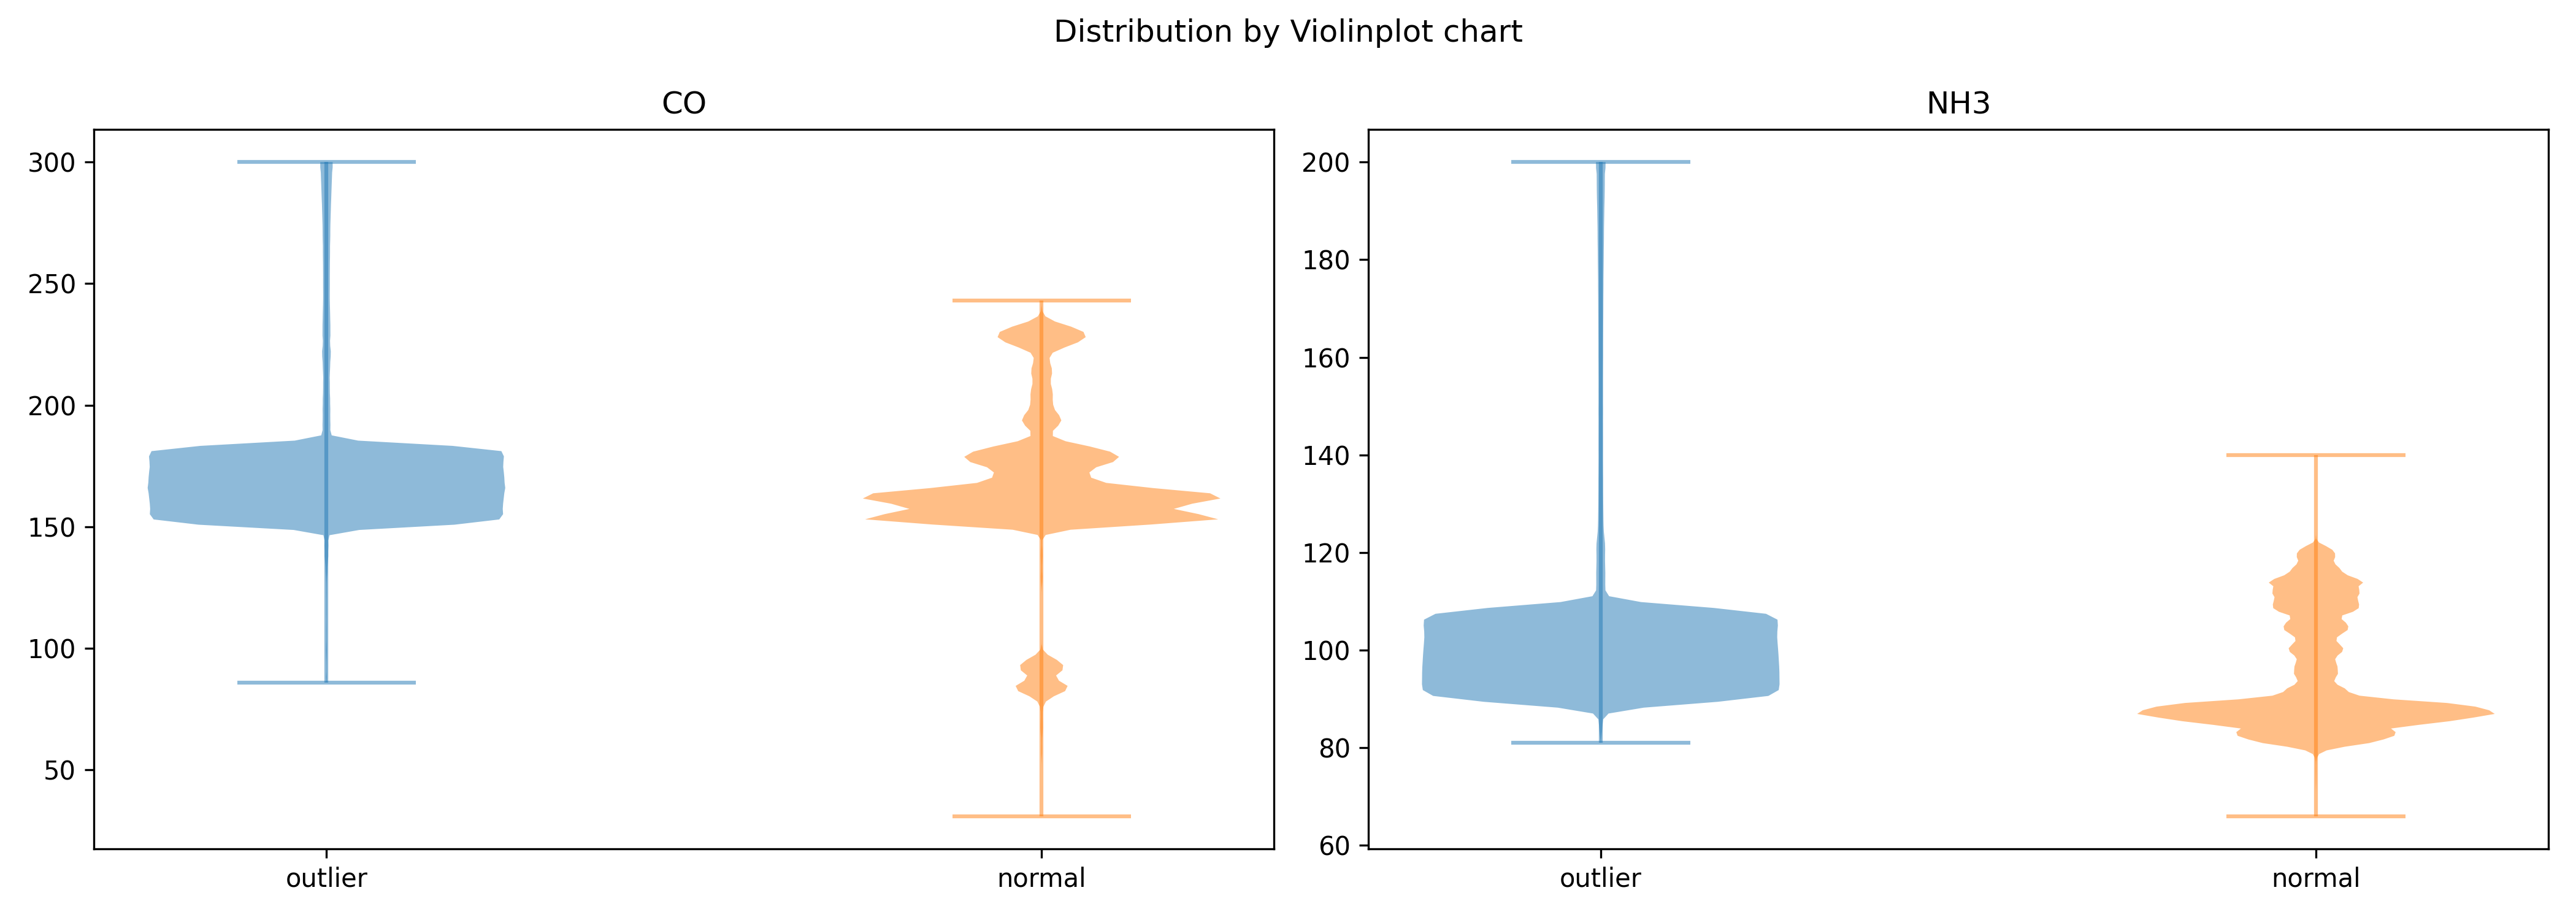 Distribution by Violinplot chart
CO
300
250
200
150
100
50
outlier normal
NH3
200
180
160
140
120
100
80
60
outlier normal